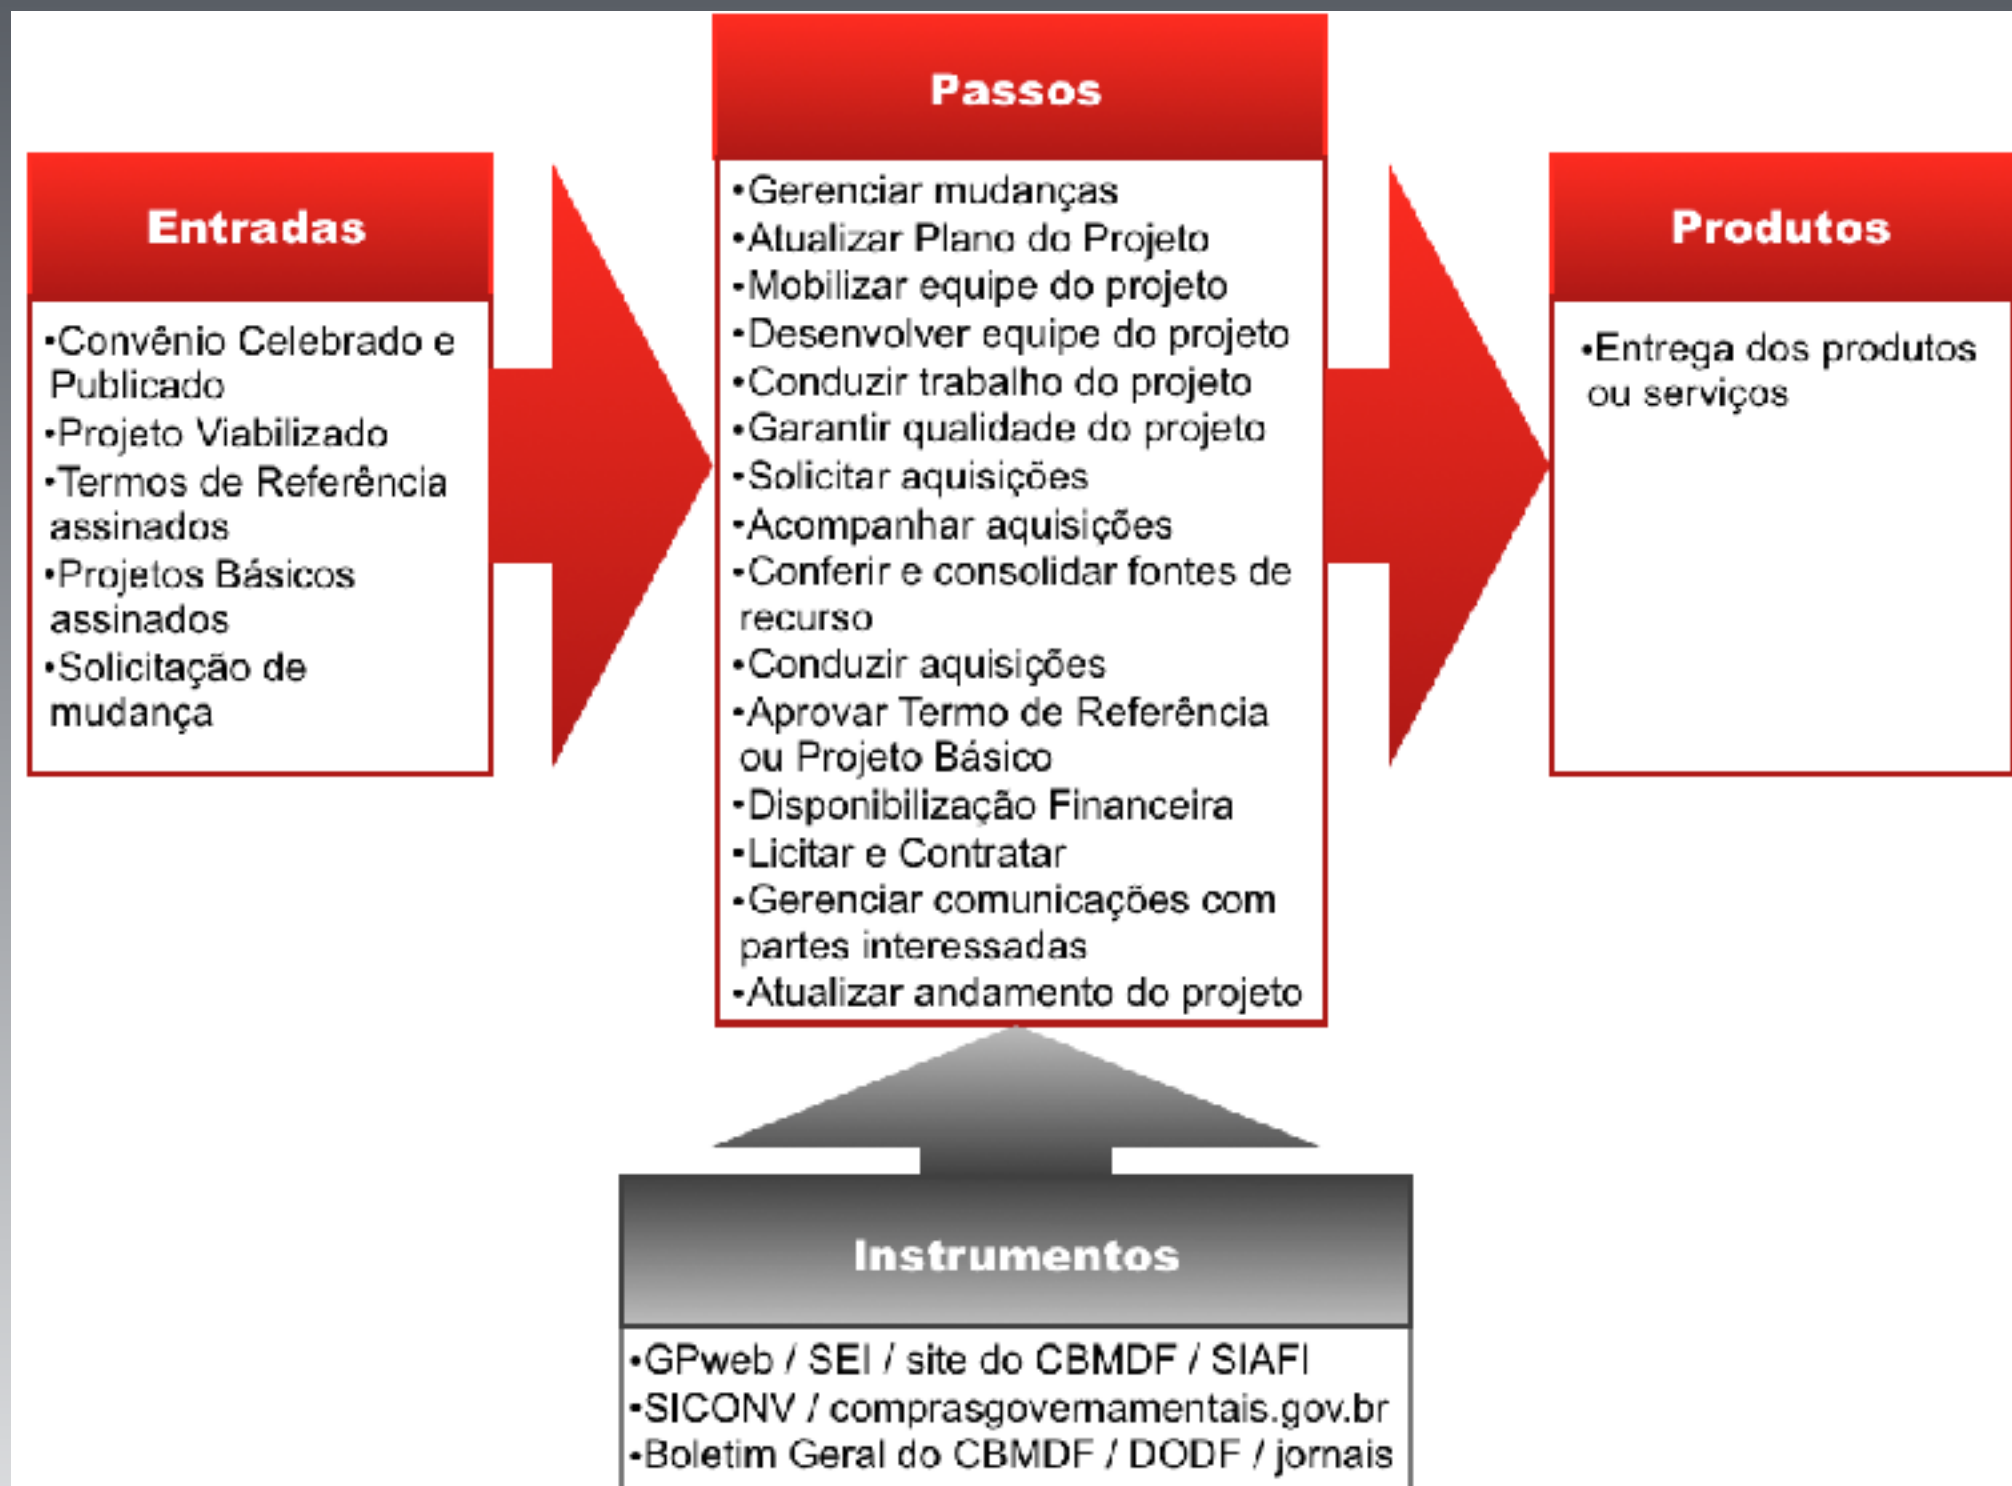 Entradas
•Convênio Celebrado e
Publicado
•Projeto Viabilizado
•Termos de Referência
assinados
•Projetos Básicos
assinados
•Solicitação de
mudança
Passos
•Gerenciar mudanças
•Atualizar Plano do Projeto
•Mobilizar equipe do projeto
•Desenvolver equipe do projeto
•Conduzir trabalho do projeto
•Garantir qualidade do projeto
•Solicitar aquisições
•Acompanhar aquisições
•Conferir e consolidar fontes de
recurso
•Conduzir aquisições
•Aprovar Termo de Referência
ou Projeto Básico
•Disponibilização Financeira
•Licitar e Contratar
•Gerenciar comunicações com
partes interessadas
•Atualizar andamento do projeto
Produtos
•Entrega dos produtos
ou serviços
Instrumentos
•GPweb / SEI / site do CBMDF / SIAFI
•SICONV / comprasgovernamentais.gov.br
•Boletim Geral do CBMDF / DODF / jornais